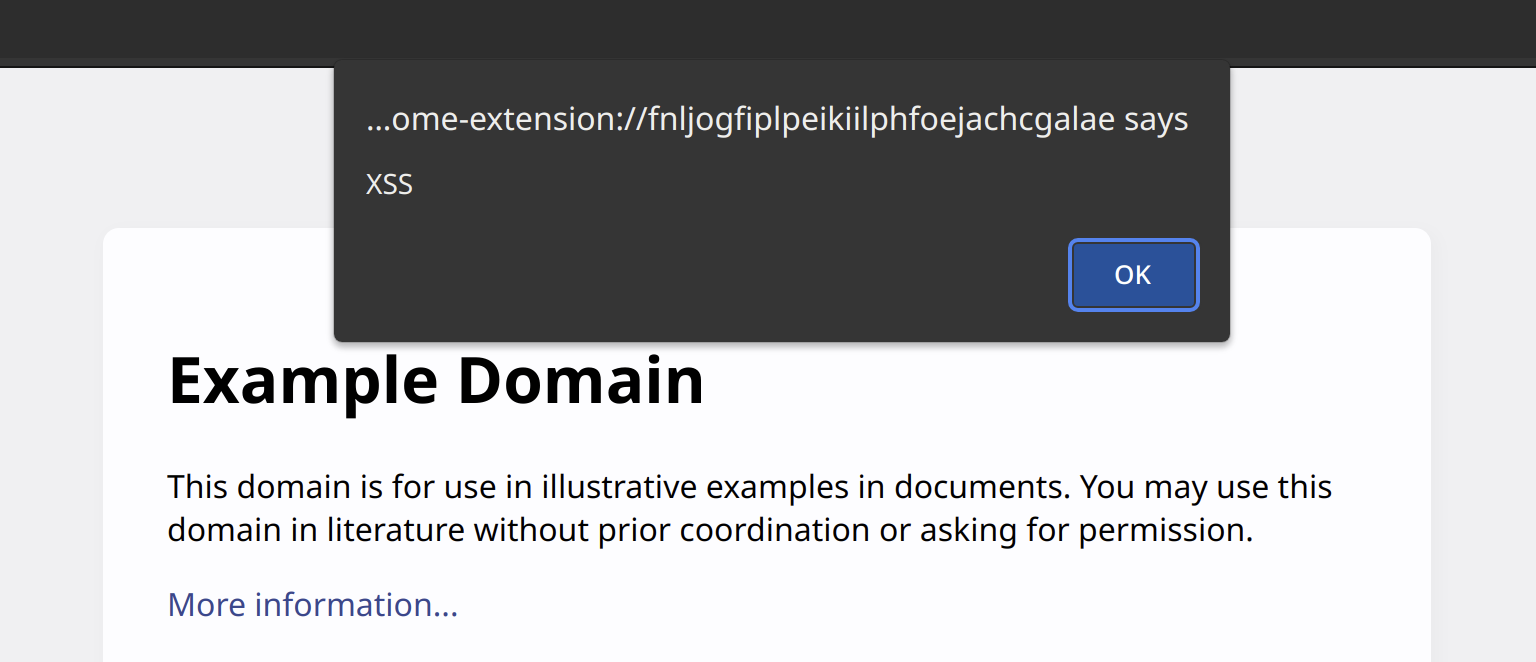 ...ome-extension://fnljogfiplpeikiilphfoejachcgalae says
XSS
OK
Example Domain
This domain is for use in illustrative examples in documents. You may use this
domain in literature without prior coordination or asking for permission.
More information...